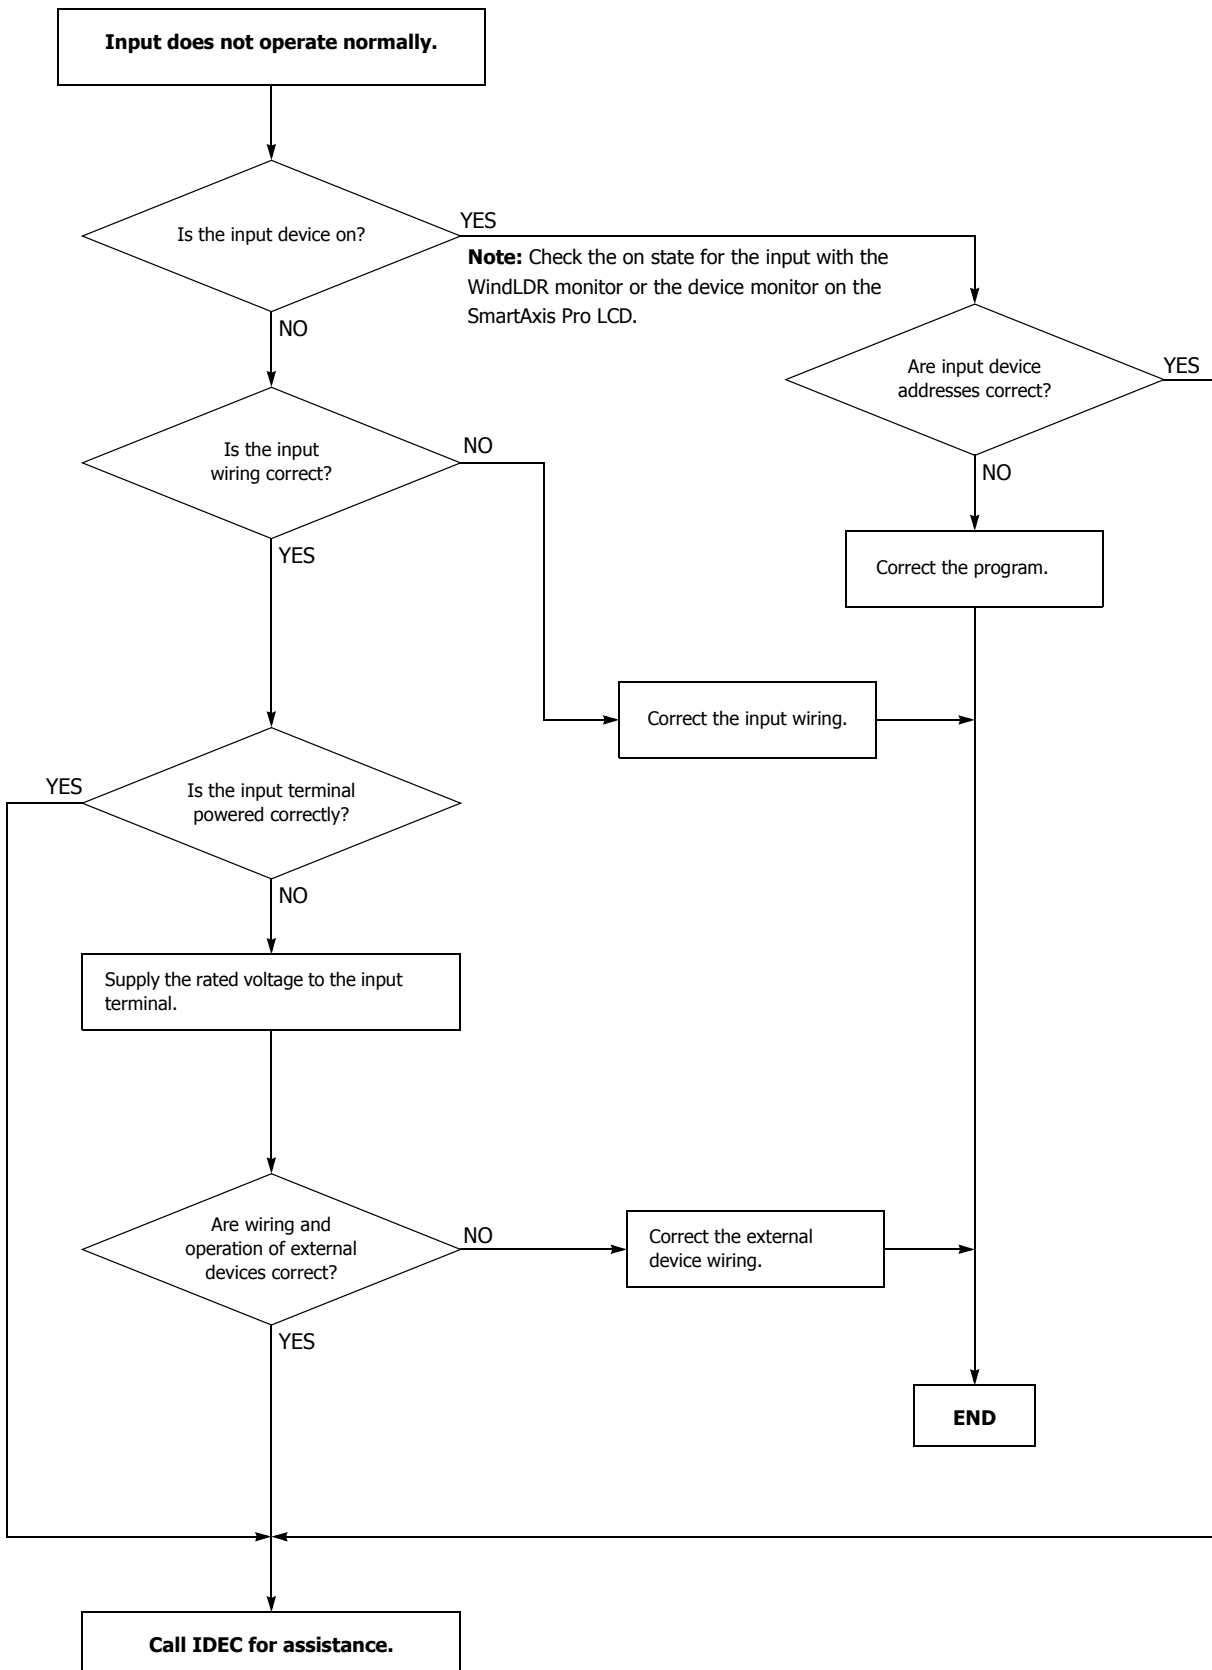 Input does not operate normally.
Is the input device on?
YES
Note: Check the on state for the input with the
WindLDR monitor or the device monitor on the
SmartAxis Pro LCD.
NO
Are input device
addresses correct?
YES
NO
Is the input
wiring correct?
NO
YES
Correct the program.
Correct the input wiring.
YES
Is the input terminal
powered correctly?
NO
Supply the rated voltage to the input
terminal.
Are wiring and
operation of external
devices correct?
NO
Correct the external
device wiring.
YES
END
Call IDEC for assistance.